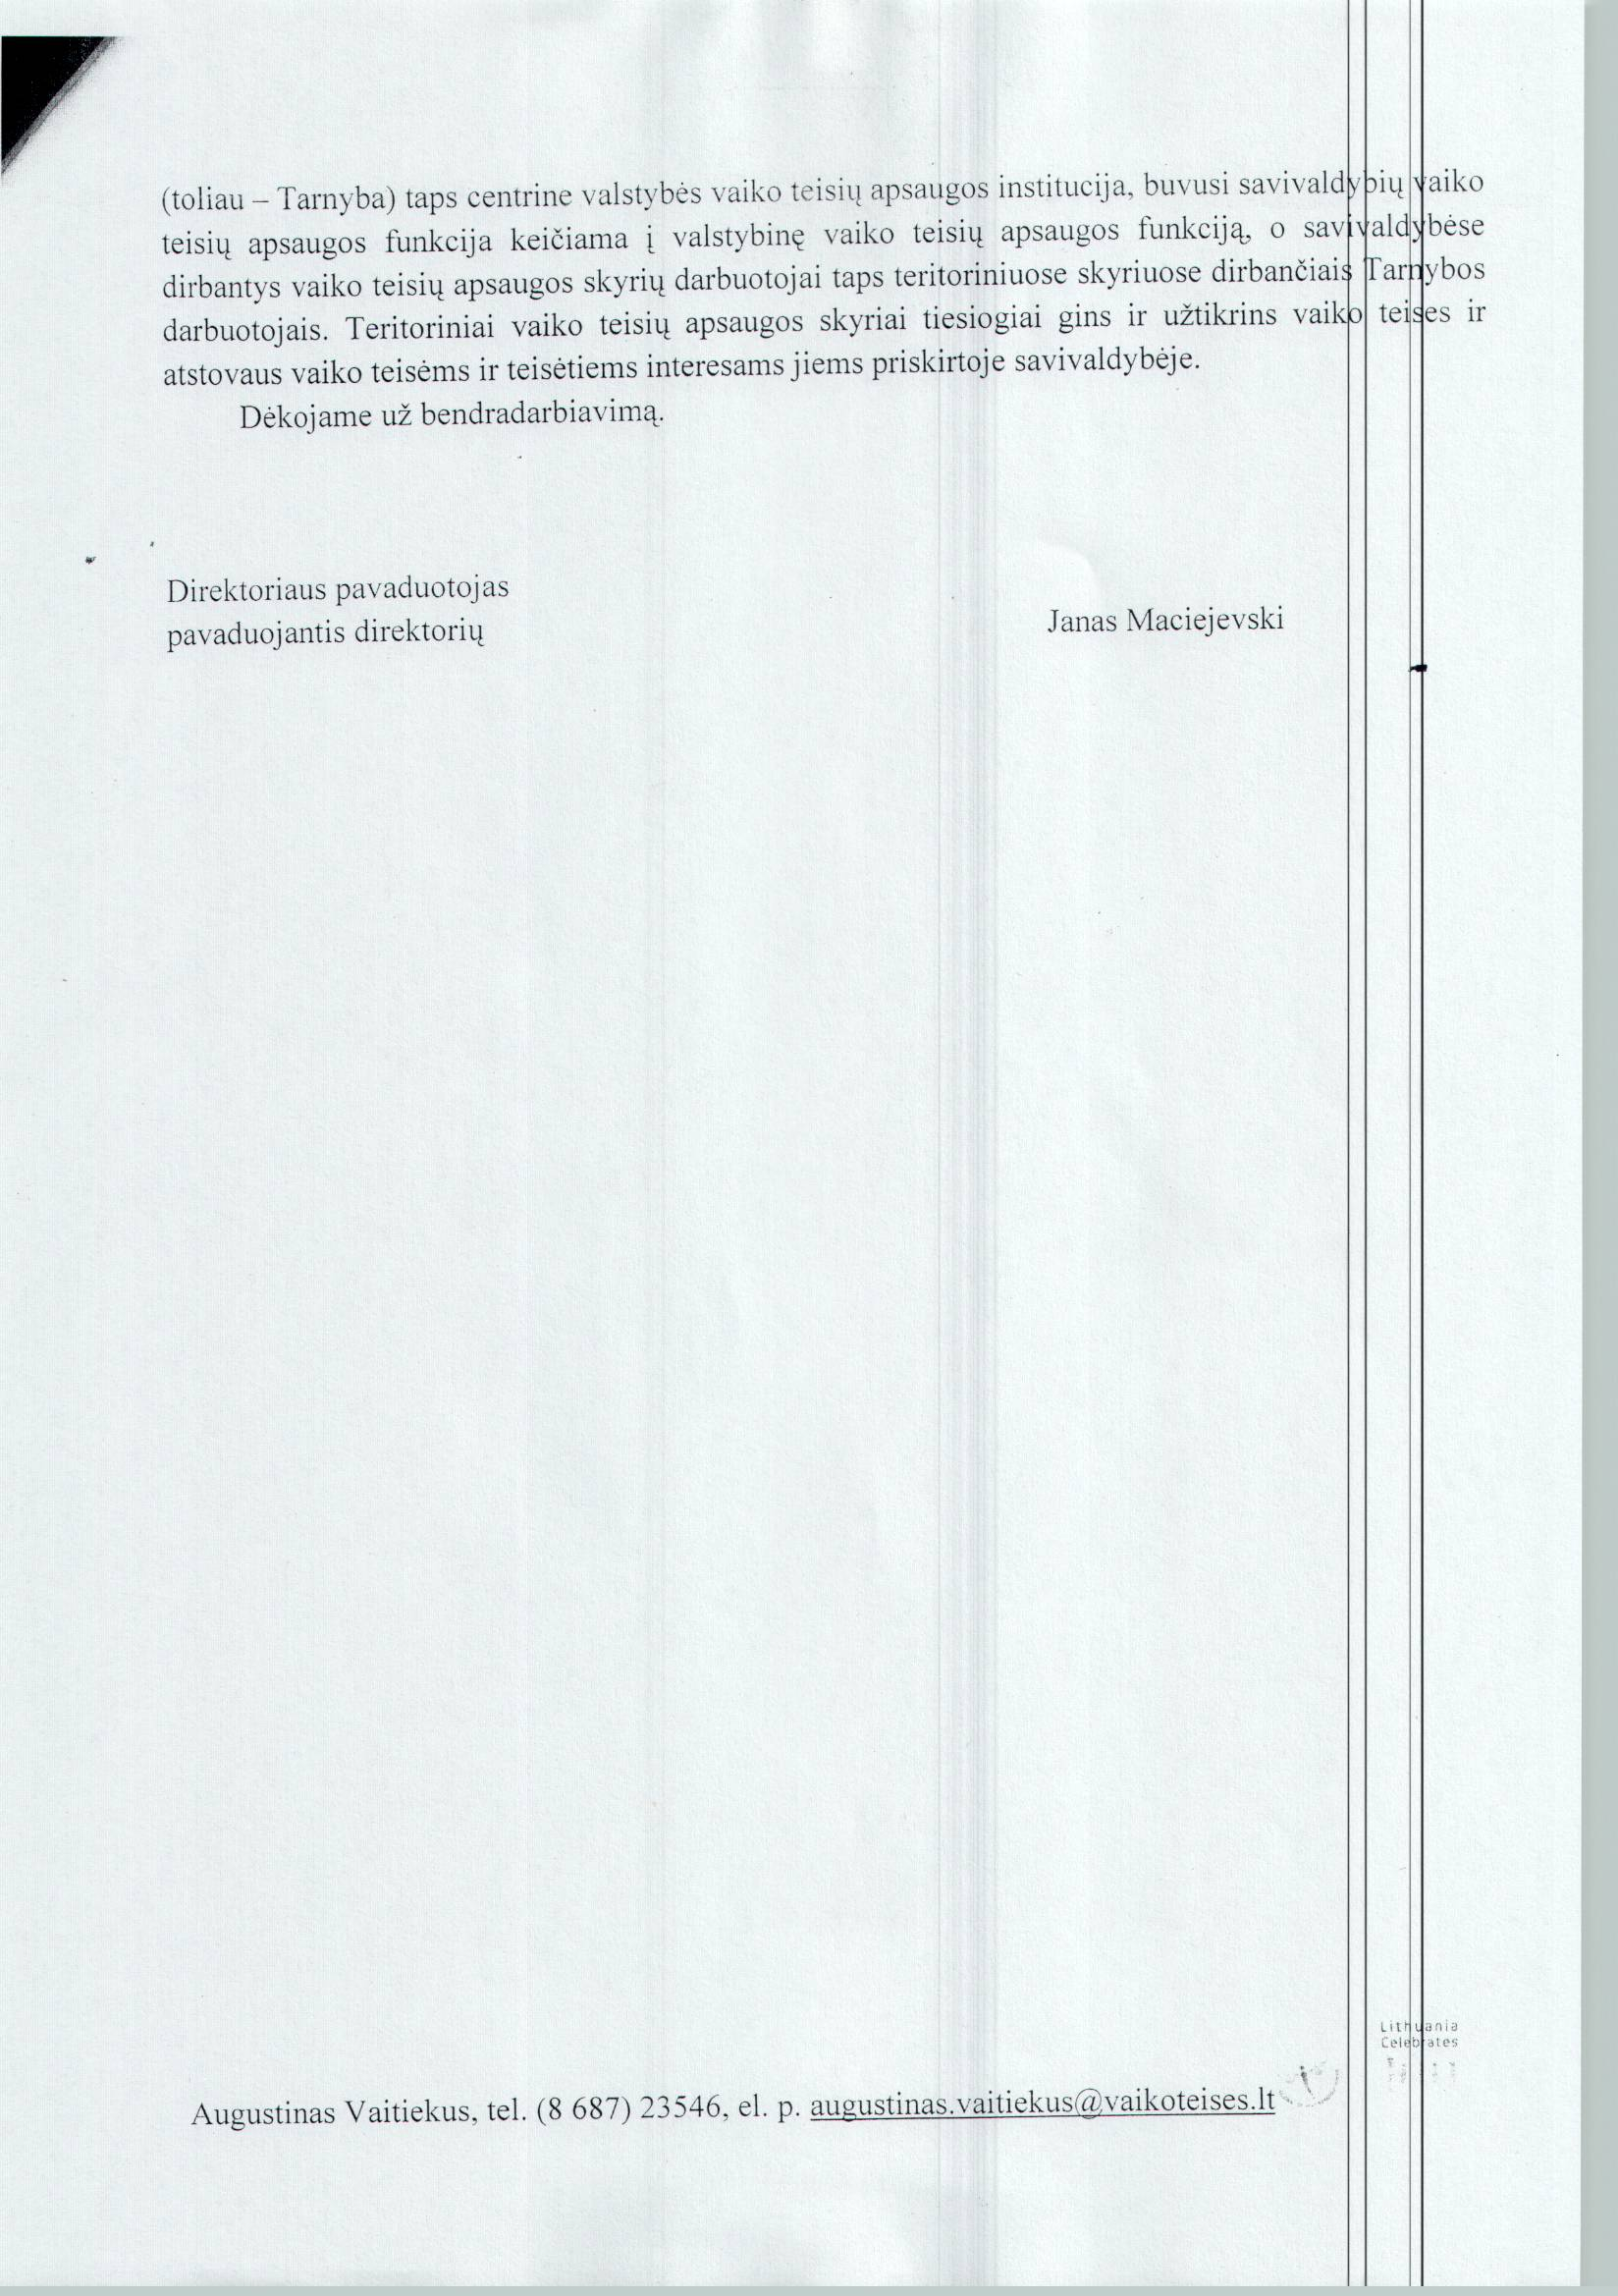 (toliau – Tarnyba) taps centrine valstybės vaiko teisių apsaugos institucija, buvusi savivaldybių vaiko
teisių apsaugos funkcija keičiama į valstybinę vaiko teisių apsaugos funkciją, o savivaldybėse
dirbantys vaiko teisių apsaugos skyrių darbuotojai taps teritoriniuose skyriuose dirbančiais Tarnybos
darbuotojais. Teritoriniai vaiko teisių apsaugos skyriai tiesiogiai gins ir užtikrins vaiko teises ir
atstovaus vaiko teisėms ir teisėtiems interesams jiems priskirtoje savivaldybėje.
Dėkojame už bendradarbiavimą.
Direktoriaus pavaduotojas
pavaduojantis direktorių
Janas Maciejevski
Lithuania
Celebrates
Augustinas Vaitiekus, tel. (8 687) 23546, el. p. augustinas.vaitiekus@vaikoteises.lt